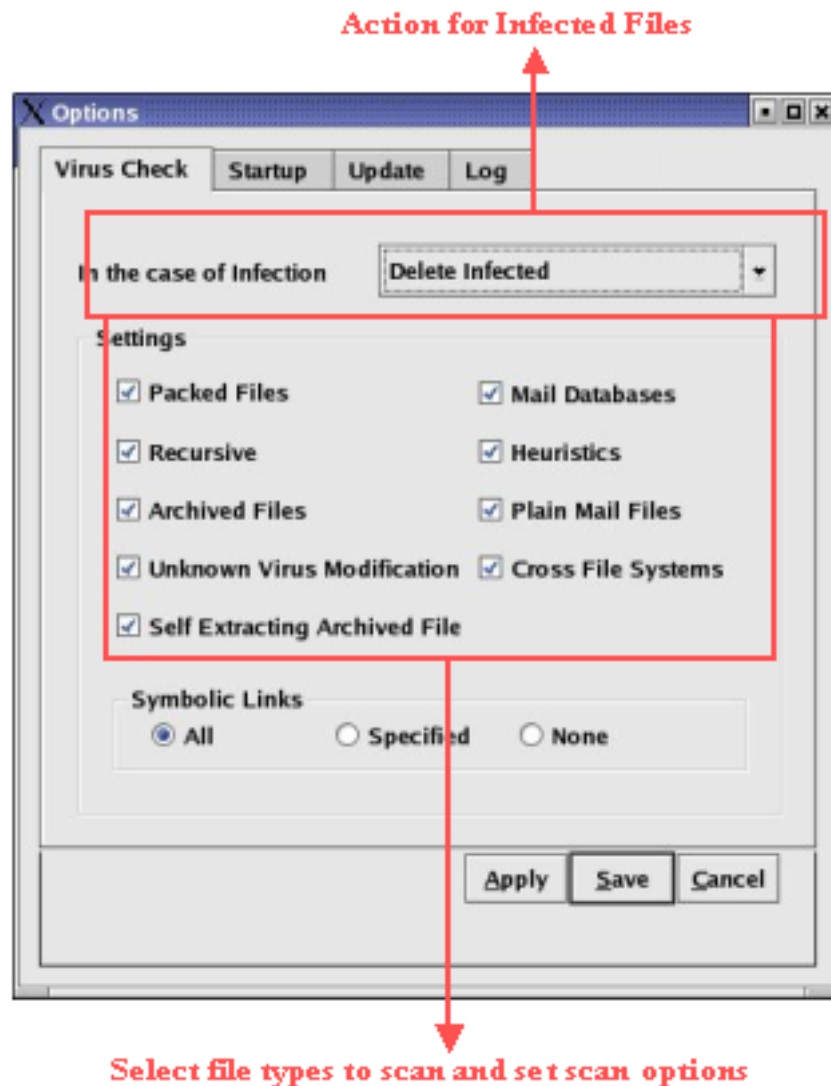 Action for Infected Files
Options
Virus Check Startup Update Log
In the case of Infection Delete Infected
Settings
Packed Files Mail Databases
Recursive Heuristics
Archived Files Plain Mail Files
Unknown Virus Modification Cross File Systems
Self Extracting Archived File
Symbolic Links
All Specified None
Apply Save Cancel
Select file types to scan and set scan options